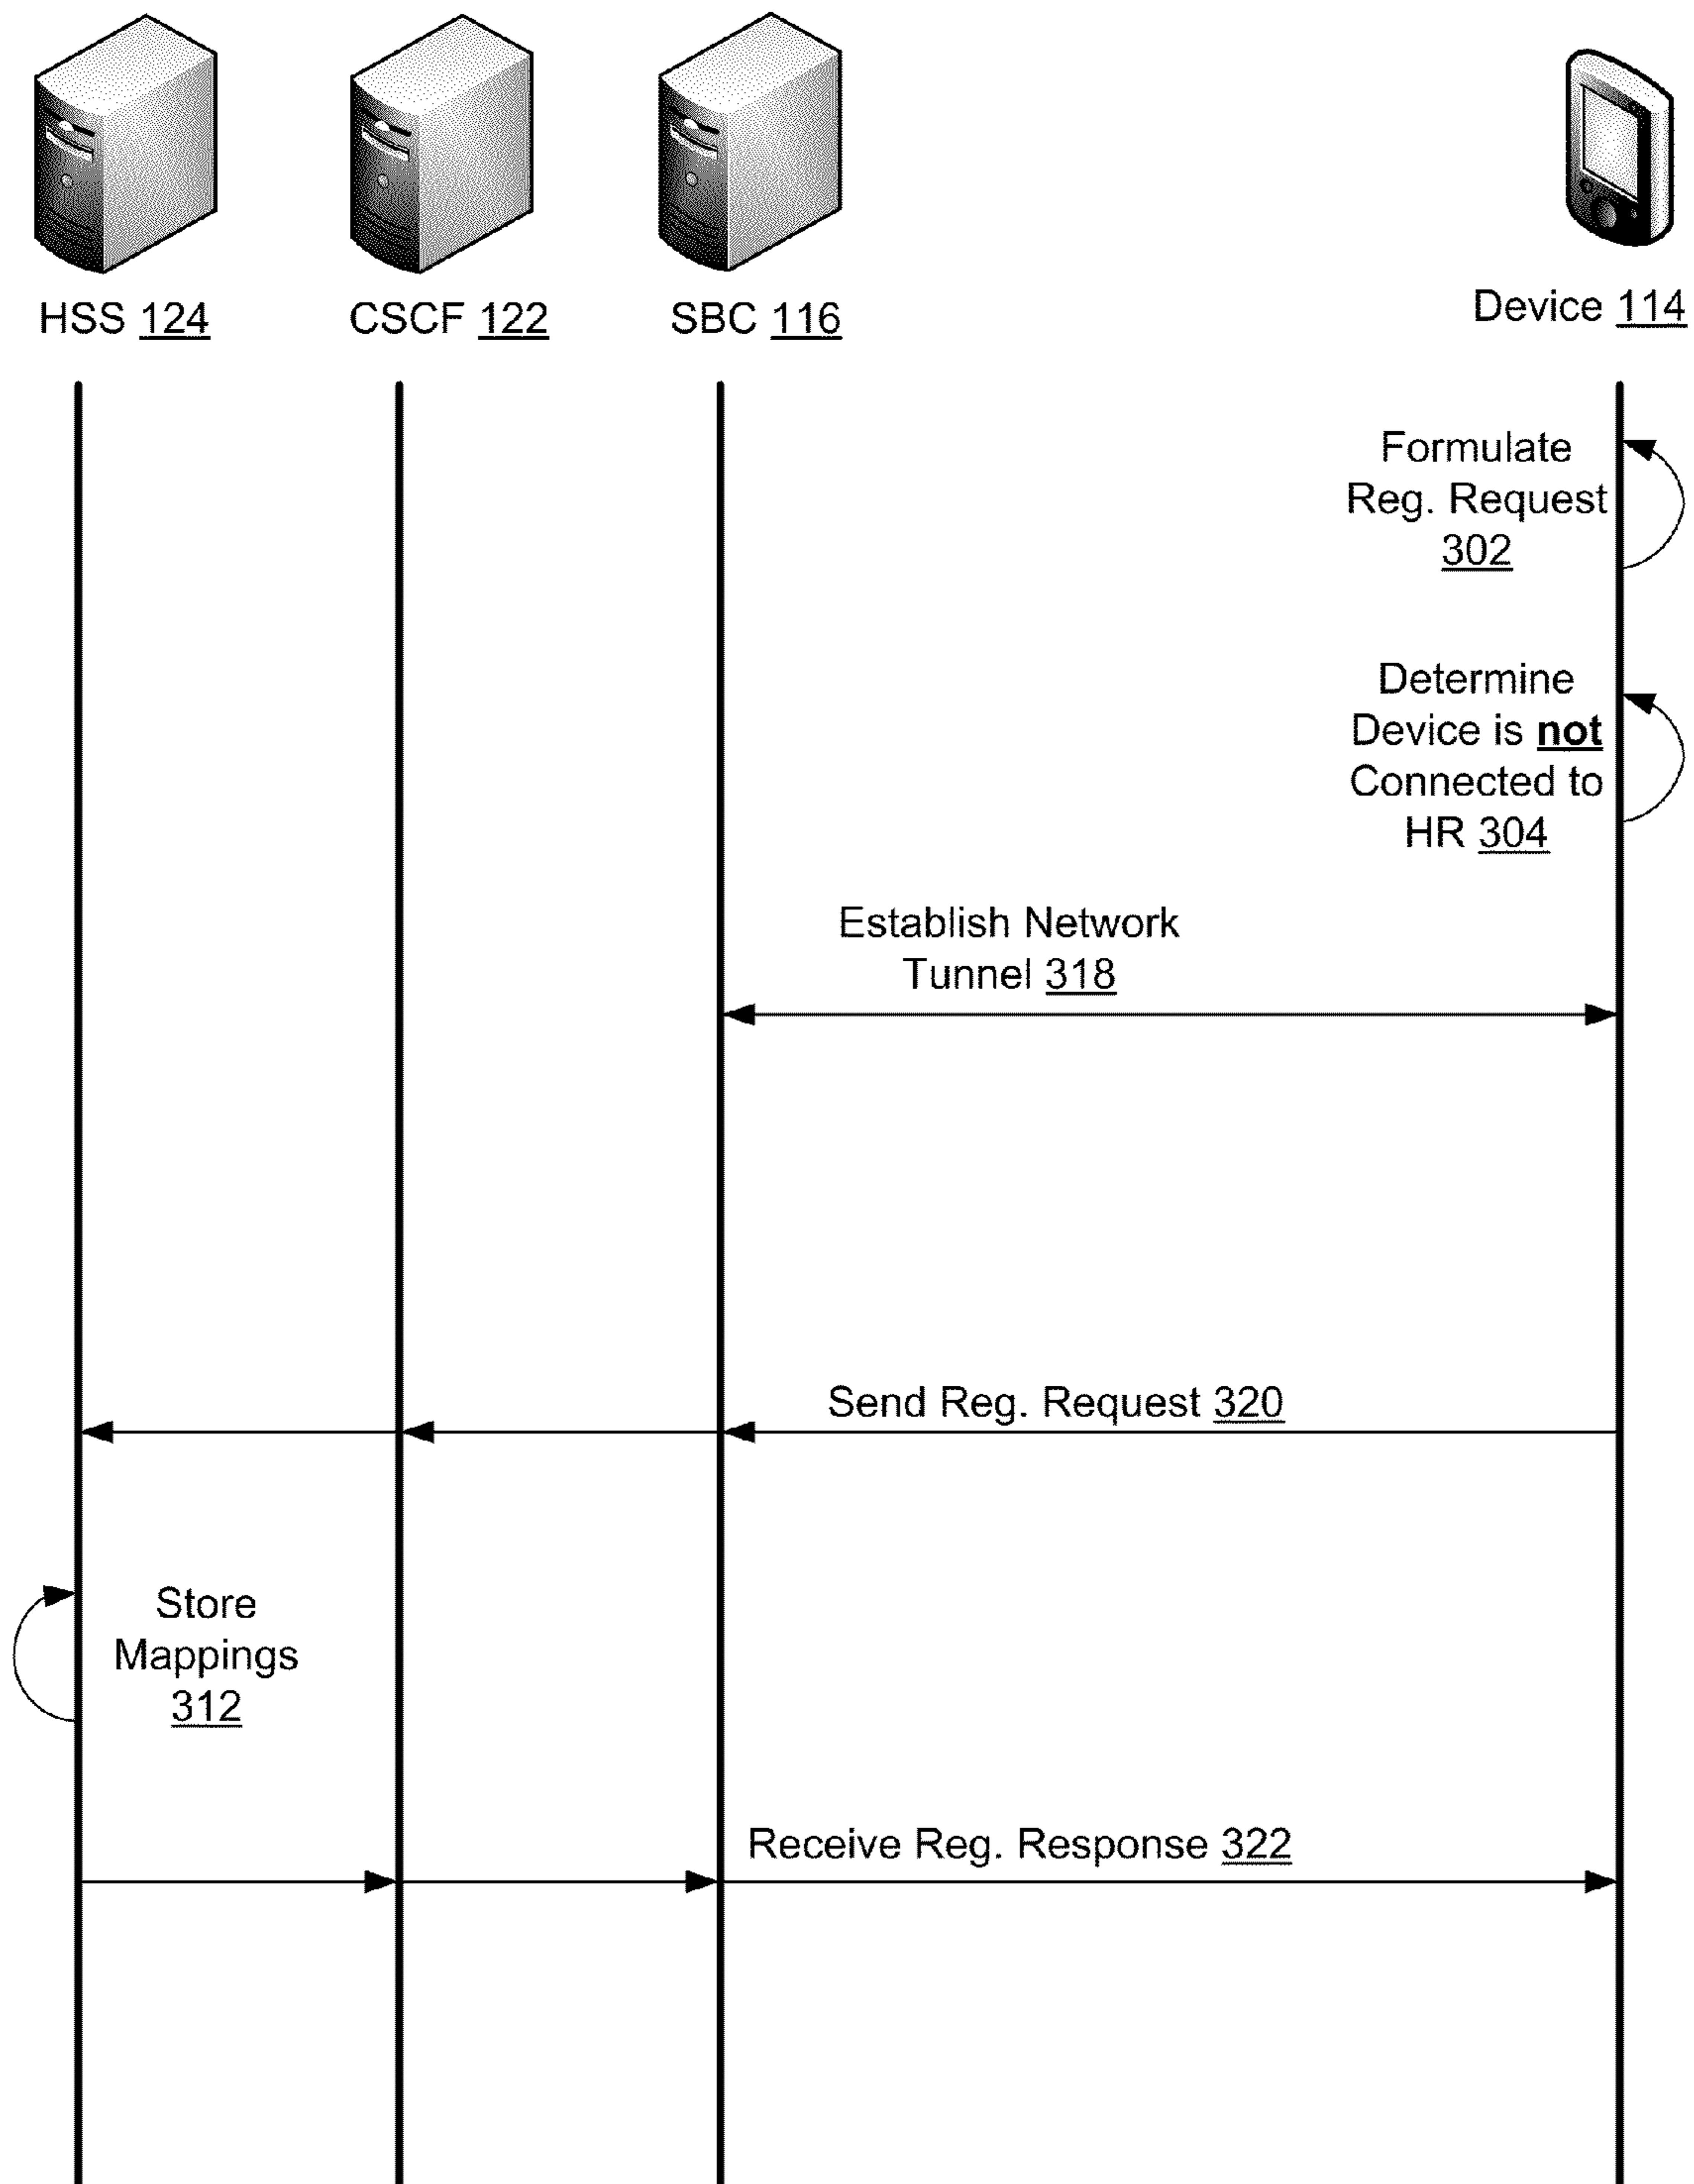 HSS 124
CSCF 122
SBC 116
Device 114
Formulate
Reg. Request
302
Determine
Device is not
Connected to
HR 304
Establish Network
Tunnel 318
Send Reg. Request 320
Store
Mappings
312
Receive Reg. Response 322